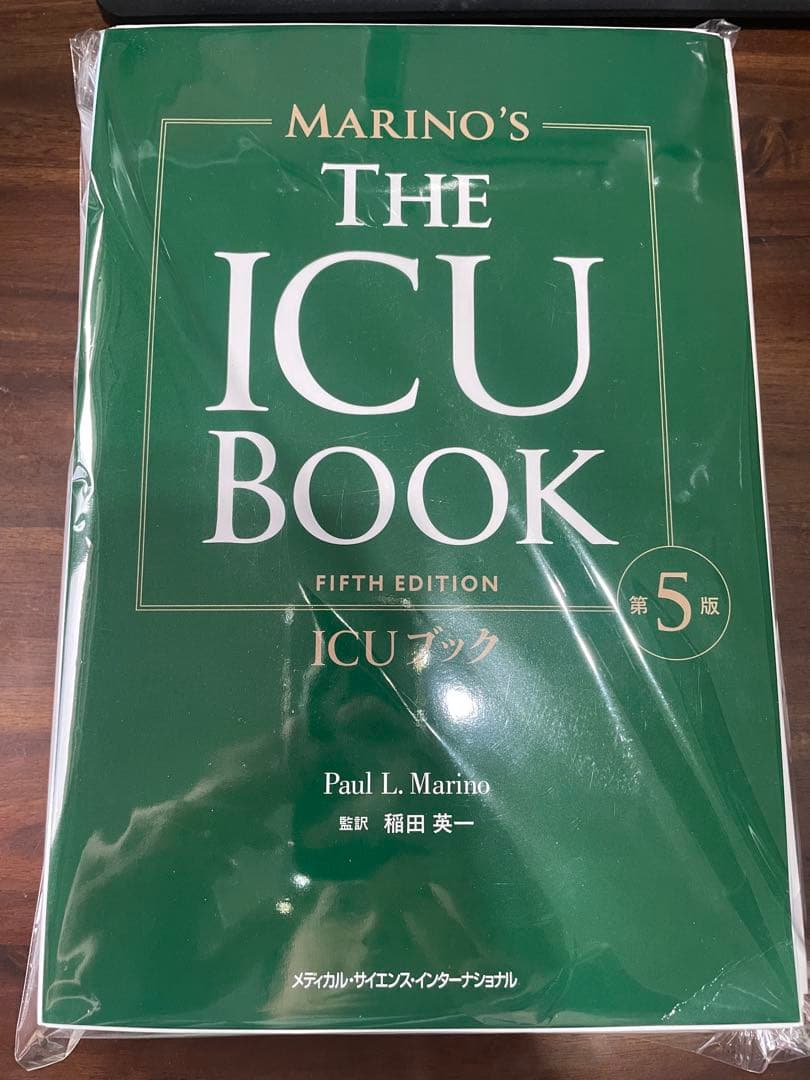 MARINO'S
THE
ICU
BOOK
FIFTH EDITION
第5版
ICUブック
Paul L. Marino
監訳 稲田 英一
メディカル・サイエンス・インターナショナル